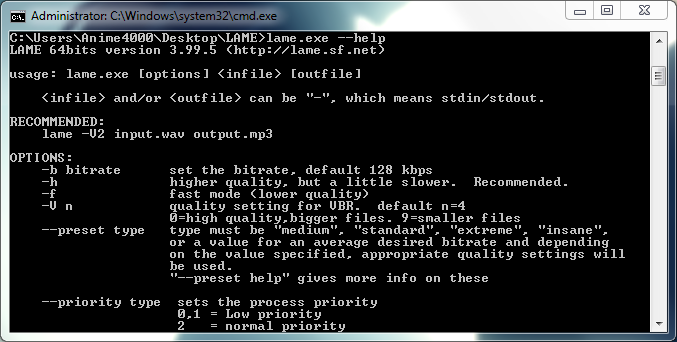 Administrator: C:\Windows\system32\cmd.exe
C:\Users\Anime4000\Desktop\LAME>lame.exe --help
LAME 64bits version 3.99.5 (http://lame.sf.net)
usage: lame.exe [options] <infile> [outfile]
<infile> and/or <outfile> can be "-", which means stdin/stdout.
RECOMMENDED:
lame -V2 input.wav output.mp3
OPTIONS:
-b bitrate set the bitrate, default 128 kbps
-h higher quality, but a little slower. Recommended.
-f fast mode (lower quality)
-V n quality setting for VBR. default n=4
0=high quality,bigger files. 9=smaller files
--preset type type must be "medium", "standard", "extreme", "insane",
or a value for an average desired bitrate and depending
on the value specified, appropriate quality settings will
be used.
"--preset help" gives more info on these
--priority type sets the process priority
0,1 = Low priority
2 = normal priority